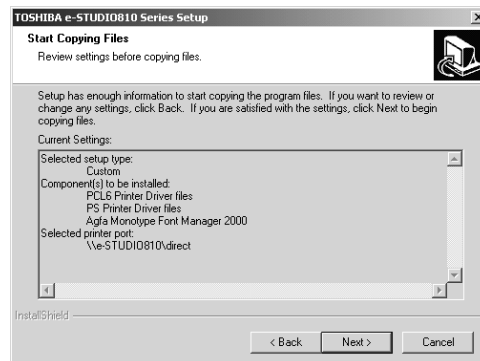 TOSHIBA e-STUDIO810 Series Setup
Start Copying Files
Review settings before copying files.
Setup has enough information to start copying the program files. If you want to review or
change any settings, click Back. If you are satisfied with the settings, click Next to begin
copying files.
Current Settings:
Selected setup type:
Custom
Component(s) to be installed:
PCL6 Printer Driver files
PS Printer Driver files
Agfa Monotype Font Manager 2000
Selected printer port:
\\e-STUDIO810\direct
InstallShield
< Back
Next >
Cancel